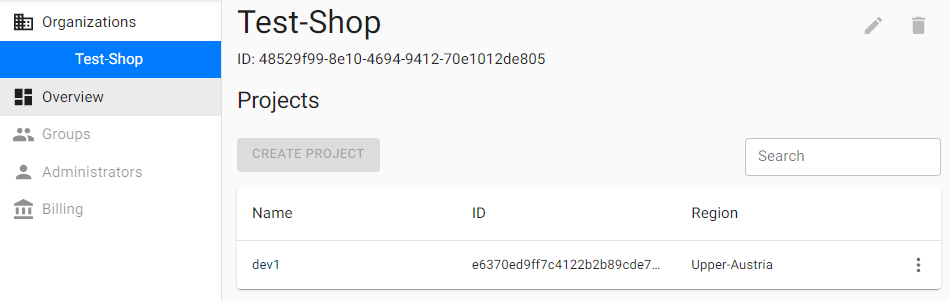 Organizations
Test-Shop
Overview
Groups
Administrators
Billing
Test-Shop
ID: 48529f99-8e10-4694-9412-70e1012de805
Projects
CREATE PROJECT
Search
Name ID Region
dev1 e6370ed9ff7c4122b2b89cde7... Upper-Austria